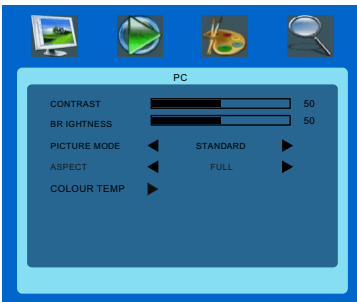 PC
CONTRAST 50
BR IGHTNESS 50
PICTURE MODE STANDARD
ASPECT FULL
COLOUR TEMP